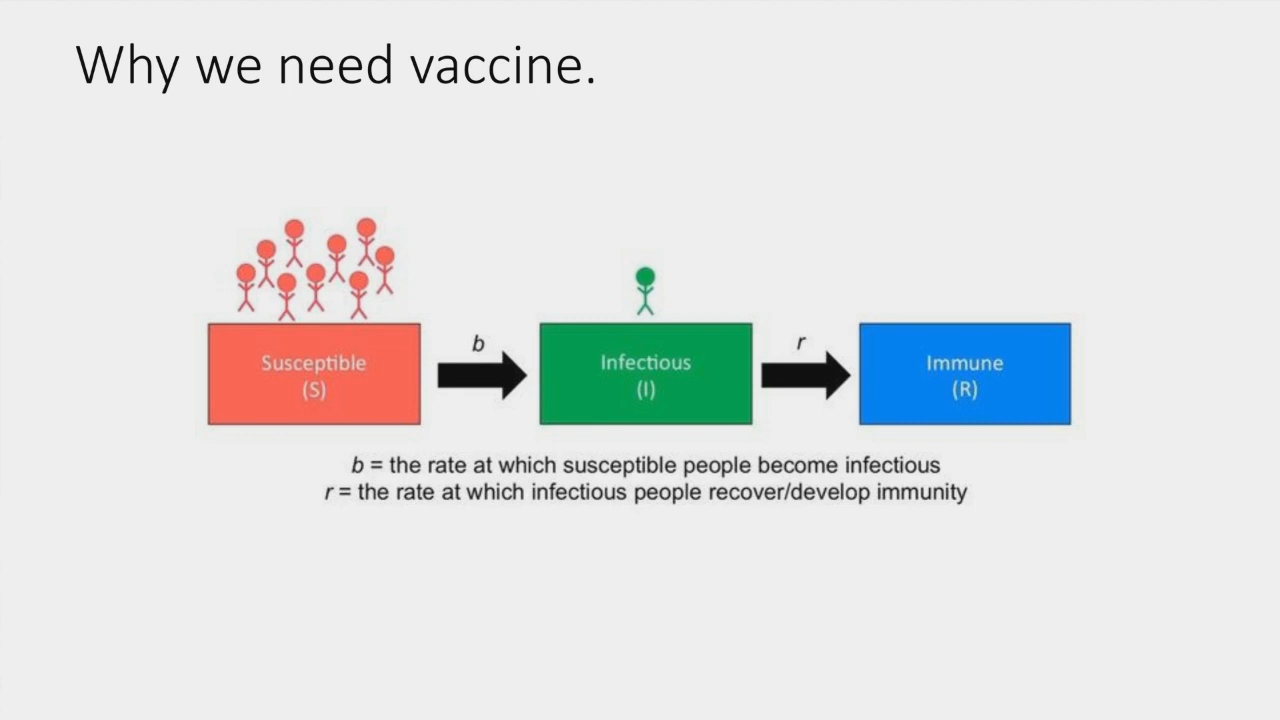 Why we need vaccine.
b
r
Susceptible
(S)
Infectious
(I)
Immune
(R)
b = the rate at which susceptible people become infectious
r = the rate at which infectious people recover/develop immunity